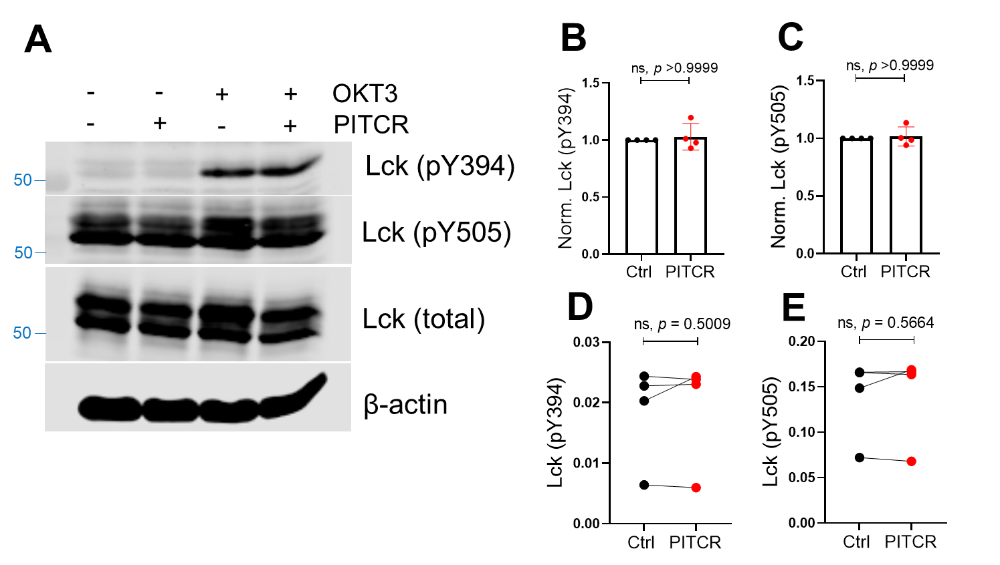 A
- - + + OKT3
- + - + PITCR
50 Lck (pY394)
50 Lck (pY505)
50 Lck (total)
β-actin
B
ns, p >0.9999
Norm. Lck (pY394)
1.5
1.0
0.5
0.0
Ctrl PITCR
C
ns, p >0.9999
Norm. Lck (pY505)
1.5
1.0
0.5
0.0
Ctrl PITCR
D
ns, p = 0.5009
Lck (pY394)
0.03
0.02
0.01
0.00
Ctrl PITCR
E
ns, p = 0.5664
Lck (pY505)
0.20
0.15
0.10
0.05
0.00
Ctrl PITCR